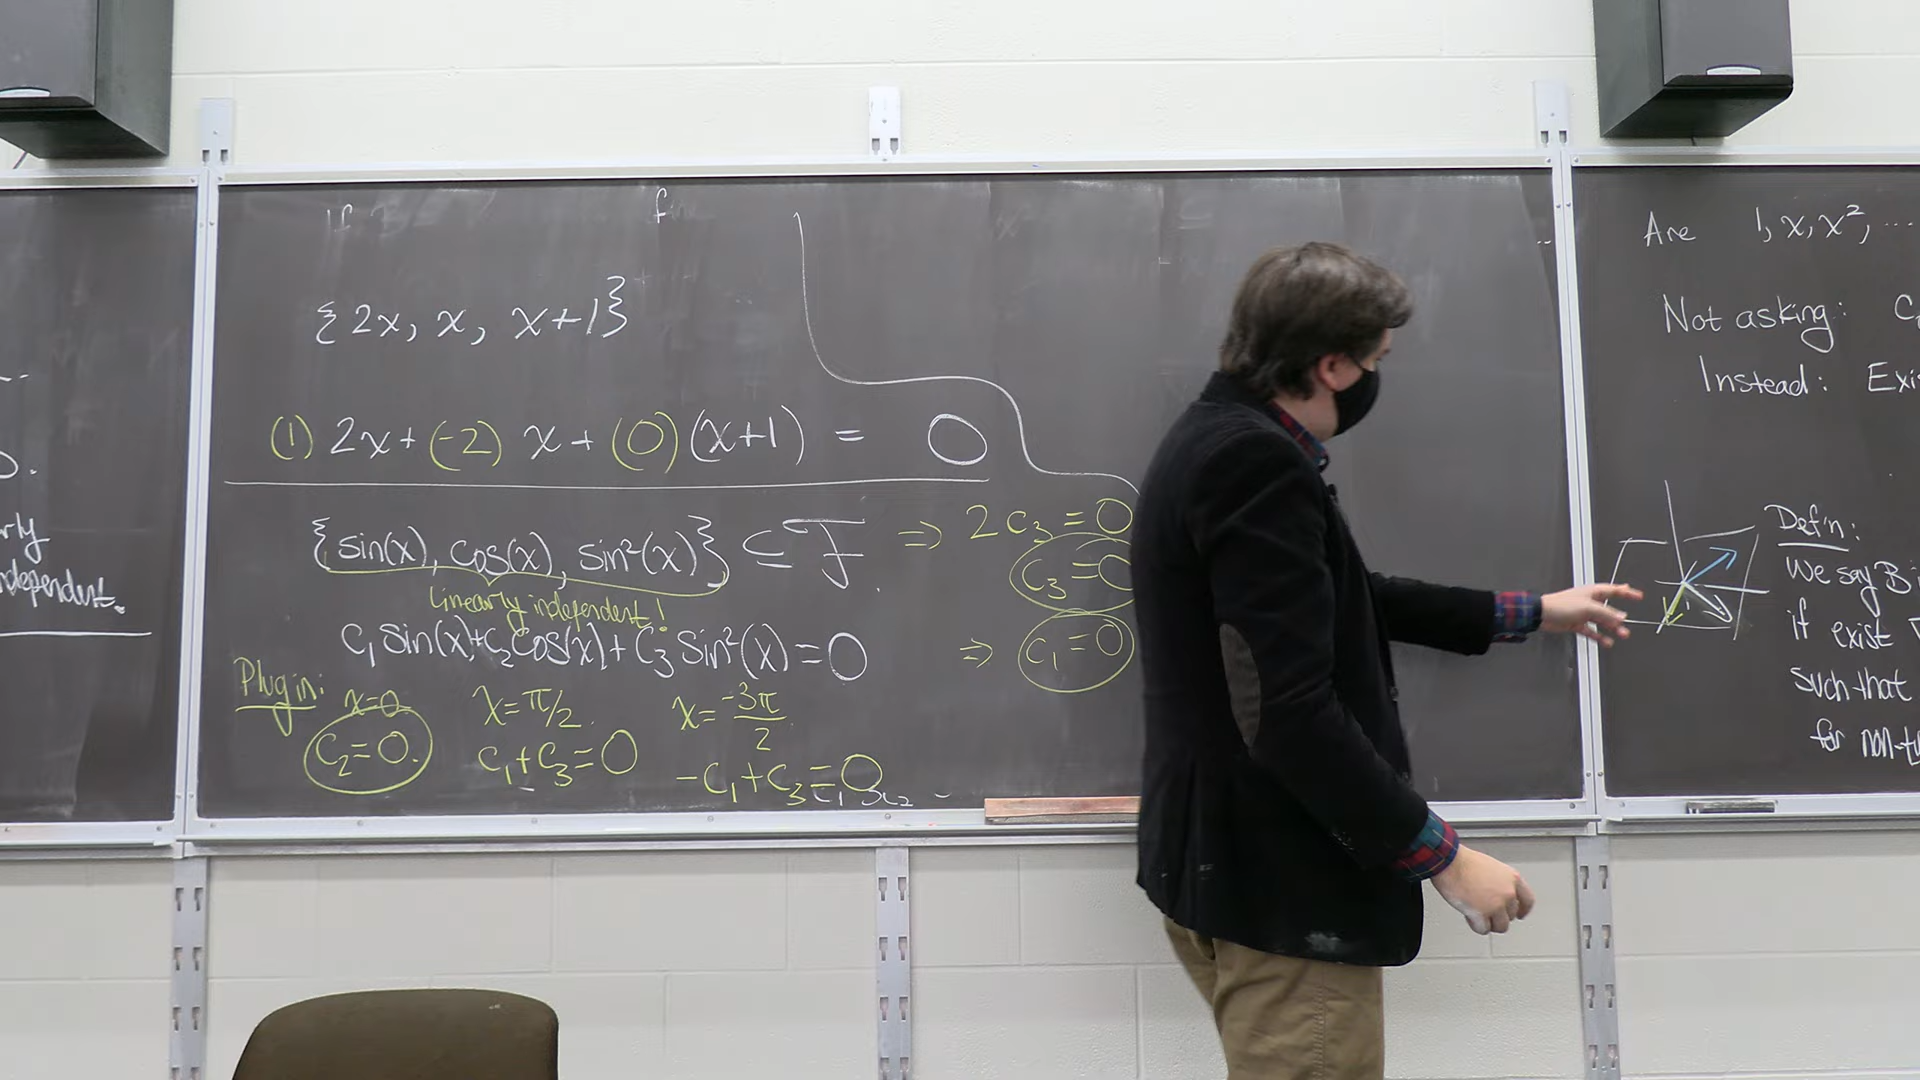 If
f
{2x, x, x+1}
(1) 2x + (-2) x + (0) (x+1) = 0
{sin(x), cos(x), sin²(x)} ⊆ F.
linearly independent!
c₁ sin(x) + c₂ cos(x) + c₃ sin²(x) = 0
Plug in: x=0 x=π/2. x=-3π/2.
c₂=0. c₁+c₃=0 -c₁+c₃=0
⇒ 2c₃=0
c₃=0
⇒ c₁=0
Are 1, x, x², ...
Not asking:
Instead:
Def'n:
We say B
if exist
such that
for